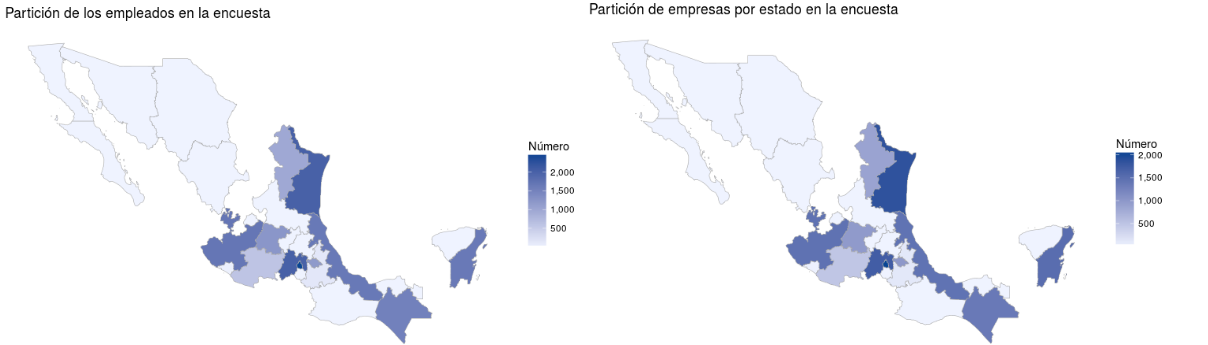 Partición de los empleados en la encuesta
Número
2,000
1,500
1,000
500
Partición de empresas por estado en la encuesta
Número
2,000
1,500
1,000
500